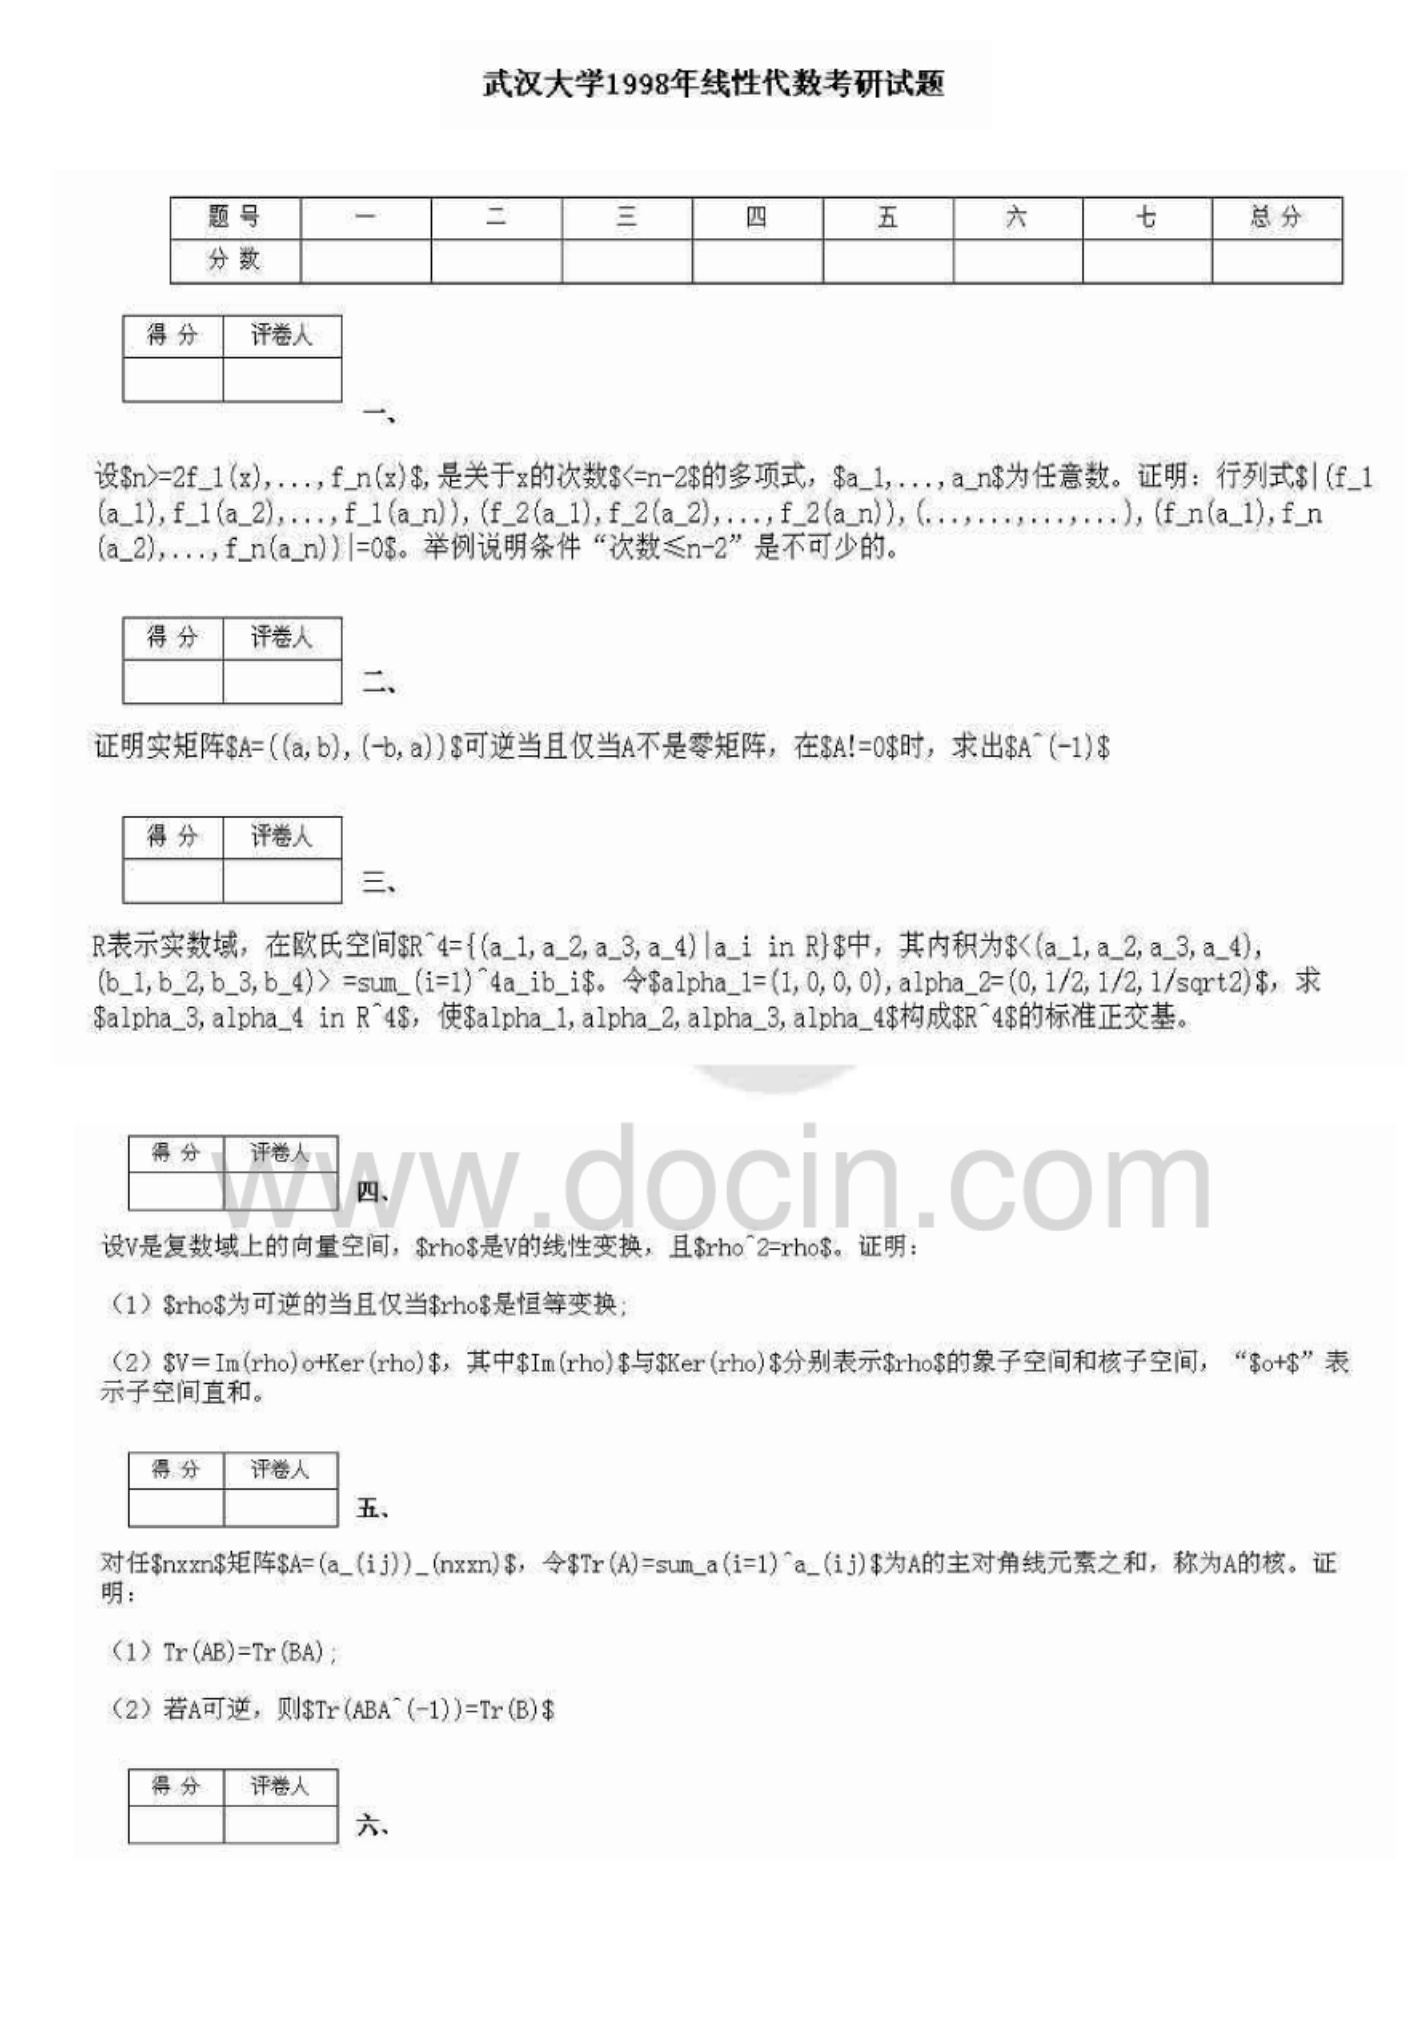 武汉大学1998年线性代数考研试题
题 号 一 二 三 四 五 六 七 总 分
分 数
得 分 评卷人
一、
设$n>=2f_1(x),...,f_n(x)$,是关于x的次数$<=n-2$的多项式，$a_1,...,a_n$为任意数。证明：行列式$|(f_1
(a_1),f_1(a_2),...,f_1(a_n)),(f_2(a_1),f_2(a_2),...,f_2(a_n)),(...,...,...,...),(f_n(a_1),f_n
(a_2),...,f_n(a_n))|=0$。举例说明条件“次数≤n-2”是不可少的。
得 分 评卷人
二、
证明实矩阵$A=((a,b),(-b,a))$可逆当且仅当A不是零矩阵，在$A!=0$时，求出$A^(-1)$
得 分 评卷人
三、
R表示实数域，在欧氏空间$R^4={(a_1,a_2,a_3,a_4)|a_i in R}$中，其内积为$<(a_1,a_2,a_3,a_4),
(b_1,b_2,b_3,b_4)> =sum_(i=1)^4a_ib_i$。令$alpha_1=(1,0,0,0),alpha_2=(0,1/2,1/2,1/sqrt2)$，求
$alpha_3,alpha_4 in R^4$，使$alpha_1,alpha_2,alpha_3,alpha_4$构成$R^4$的标准正交基。
www.docin.com
得 分 评卷人
四、
设V是复数域上的向量空间，$rho$是V的线性变换，且$rho^2=rho$。证明：
（1）$rho$为可逆的当且仅当$rho$是恒等变换;
（2）$V＝Im(rho)o+Ker(rho)$，其中$Im(rho)$与$Ker(rho)$分别表示$rho$的象子空间和核子空间，“$o+$”表
示子空间直和。
得 分 评卷人
五、
对任$nxxn$矩阵$A=(a_(ij))_(nxxn)$，令$Tr(A)=sum_a(i=1)^a_(ij)$为A的主对角线元素之和，称为A的核。证
明：
（1）Tr(AB)=Tr(BA);
（2）若A可逆，则$Tr(ABA^(-1))=Tr(B)$
得 分 评卷人
六、